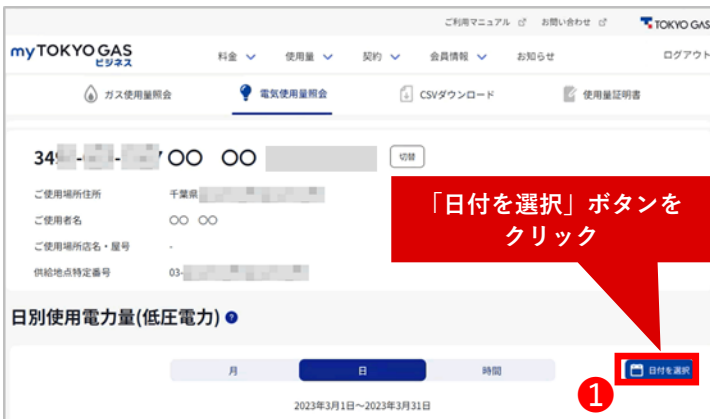 ご利用マニュアル お問い合わせ TOKYO GAS
myTOKYO GAS
ビジネス
料金 使用量 契約 会員情報 お知らせ ログアウト
ガス使用量照会 電気使用量照会 CSVダウンロード 使用量証明書
34 - - 〇〇 〇〇 切替
ご使用場所住所 千葉県
ご使用者名 〇〇 〇〇
ご使用場所店名・屋号 -
供給地点特定番号 03-
「日付を選択」ボタンを
クリック
日別使用電力量(低圧電力) ?
月 日 時間 日付を選択
1
2023年3月1日～2023年3月31日